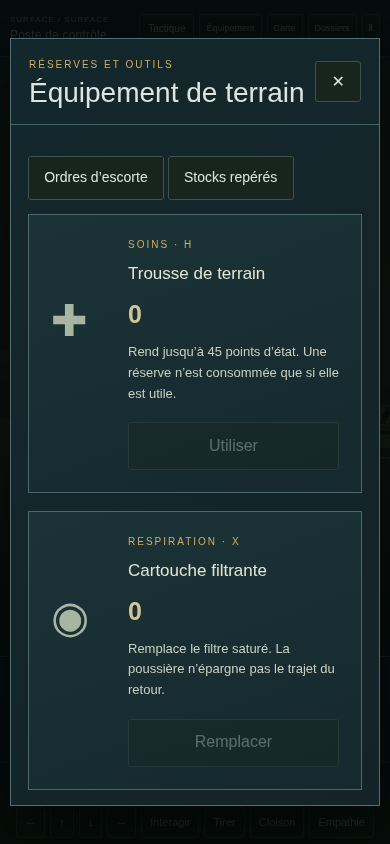 SURFACE / SURFACE
Poste de contrôle
Tactique
Équipement
Carte
Dossiers
RÉSERVES ET OUTILS
Équipement de terrain
×
Ordres d’escorte
Stocks repérés
SOINS · H
Trousse de terrain
0
Rend jusqu’à 45 points d’état. Une
réserve n’est consommée que si elle
est utile.
Utiliser
RESPIRATION · X
Cartouche filtrante
0
Remplace le filtre saturé. La
poussière n’épargne pas le trajet du
retour.
Remplacer
← ↑ ↓ → Interagir Tirer Cloison Empathie